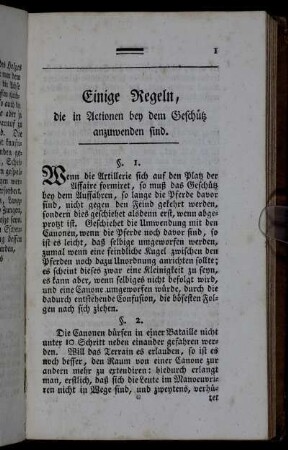 1
Einige Regeln,
die in Actionen bey dem Geschütz
anzuwenden sind.
§. 1.
Wenn die Artillerie sich auf den Platz der
Affaire formiret, so muß das Geschütz
bey dem Auffahren, so lange die Pferde davor
sind, nicht gegen den Feind gekehrt werden,
sondern dies geschiehet alsdenn erst, wenn abge-
protzt ist. Geschiehet die Umwendung mit den
Canonen, wenn die Pferde noch davor sind, so
ist es leicht, daß selbige umgeworfen werden,
zumal wenn eine feindliche Kugel zwischen den
Pferden noch dazu Unordnung anrichten sollte;
es scheint dieses zwar eine Kleinigkeit zu seyn,
es kann aber, wenn selbiges nicht befolgt wird,
und eine Canone umgeworfen würde, durch die
dadurch entstehende Confusion, die bösesten Fol-
gen nach sich ziehen.
§. 2.
Die Canonen dürfen in einer Bataille nicht
unter 10 Schritt neben einander gefahren wer-
den. Will das Terrain es erlauben, so ist es
noch besser, den Raum von einer Canone zur
andern mehr zu extendiren: hiedurch erlangt
man, erstlich, daß sich die Leute im Manoeuvri-
ren nicht in Wege sind, und zweytens, verhü-
tet